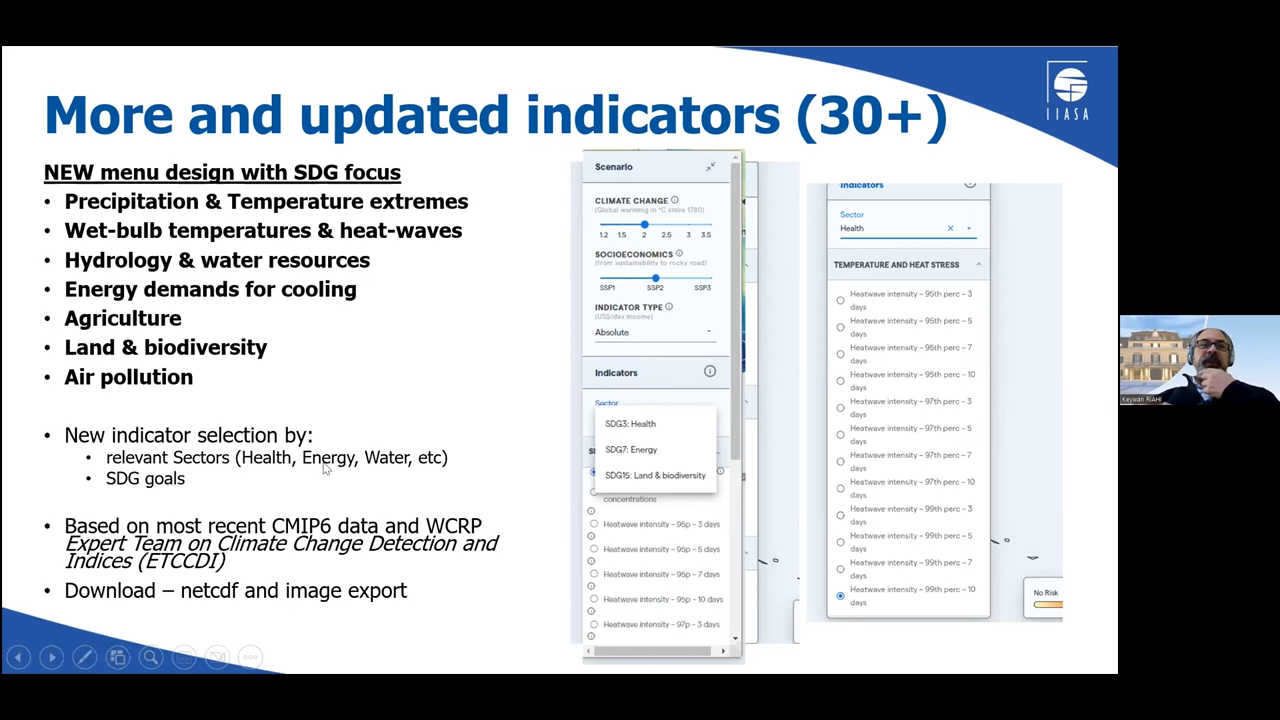 More and updated indicators (30+)
IIASA
NEW menu design with SDG focus
• Precipitation & Temperature extremes
• Wet-bulb temperatures & heat-waves
• Hydrology & water resources
• Energy demands for cooling
• Agriculture
• Land & biodiversity
• Air pollution
• New indicator selection by:
• relevant Sectors (Health, Energy, Water, etc)
• SDG goals
• Based on most recent CMIP6 data and WCRP
Expert Team on Climate Change Detection and
Indices (ETCCDI)
• Download – netcdf and image export
Scenario
CLIMATE CHANGE
(Global warming in °C since 1780)
1.2 1.5 2 2.5 3 3.5
SOCIOECONOMICS
(from sustainability to rocky road)
SSP1 SSP2 SSP3
INDICATOR TYPE
(US$/day income)
Absolute
Indicators
Sector
SDG3: Health
SDG7: Energy
SDG15: Land & biodiversity
concentrations
Heatwave intensity – 95p – 3 days
Heatwave intensity – 95p – 5 days
Heatwave intensity – 95p – 7 days
Heatwave intensity – 95p – 10 days
Heatwave intensity – 97p – 3 days
Indicators
Sector
Health
TEMPERATURE AND HEAT STRESS
Heatwave intensity – 95th perc – 3
days
Heatwave intensity – 95th perc – 5
days
Heatwave intensity – 95th perc – 7
days
Heatwave intensity – 95th perc – 10
days
Heatwave intensity – 97th perc – 3
days
Heatwave intensity – 97th perc – 5
days
Heatwave intensity – 97th perc – 7
days
Heatwave intensity – 97th perc – 10
days
Heatwave intensity – 99th perc – 3
days
Heatwave intensity – 99th perc – 5
days
Heatwave intensity – 99th perc – 7
days
Heatwave intensity – 99th perc – 10
days
No Risk
Keywan RIAHI